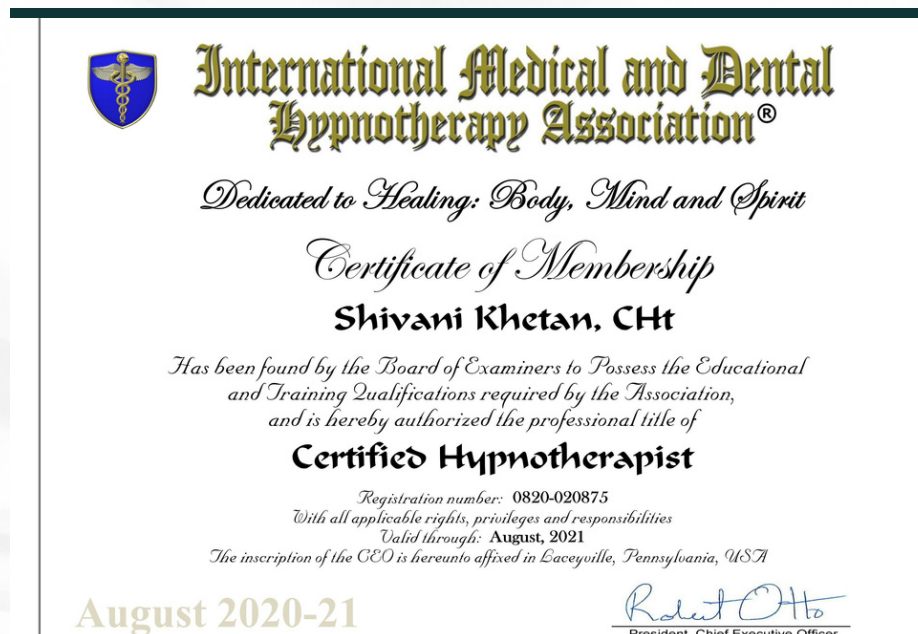 International Medical and Dental
Hypnotherapy Association®
Dedicated to Healing: Body, Mind and Spirit
Certificate of Membership
Shivani Khetan, CHt
Has been found by the Board of Examiners to Possess the Educational
and Training Qualifications required by the Association,
and is hereby authorized the professional title of
Certified Hypnotherapist
Registration number: 0820-020875
With all applicable rights, privileges and responsibilities
Valid through: August, 2021
The inscription of the CEO is hereunto affixed in Laceyville, Pennsylvania, USA
August 2020-21
Robert Otto
President, Chief Executive Officer